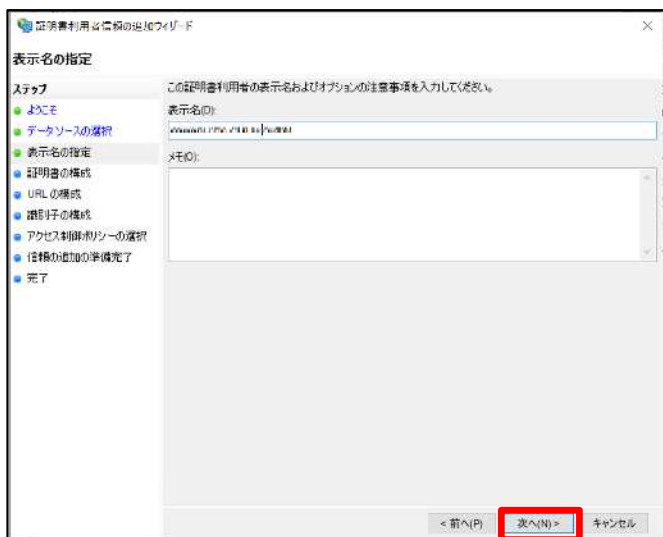 証明書利用者信頼の追加ウィザード
表示名の指定
ステップ
ようこそ
データソースの選択
表示名の指定
証明書の構成
URL の構成
識別子の構成
アクセス制御ポリシーの選択
信頼の追加の準備完了
完了
この証明書利用者の表示名およびオプションの注意事項を入力してください。
表示名(D):
メモ(O):
< 前へ(P)
次へ(N) >
キャンセル